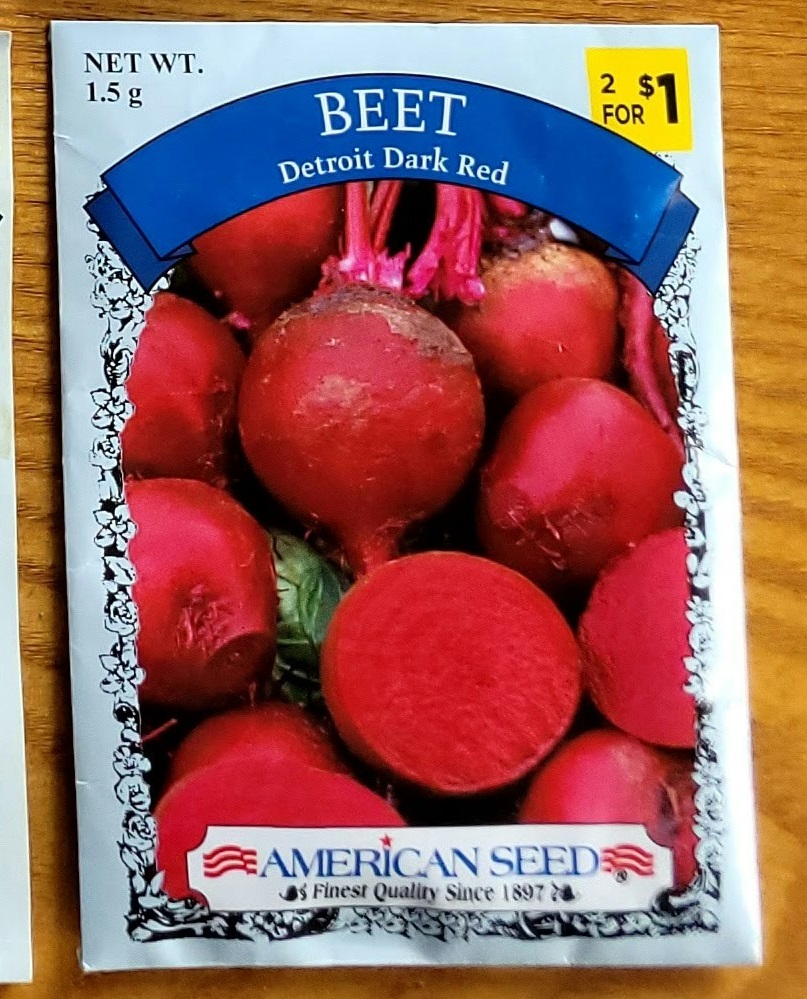 NET WT.
1.5 g
BEET
Detroit Dark Red
2 FOR $1
AMERICAN SEED®
Finest Quality Since 1897